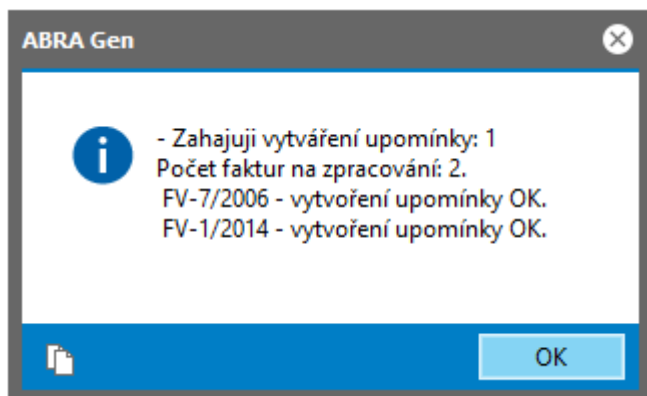 ABRA Gen
- Zahajuji vytváření upomínky: 1
Počet faktur na zpracování: 2.
FV-7/2006 - vytvoření upomínky OK.
FV-1/2014 - vytvoření upomínky OK.
OK